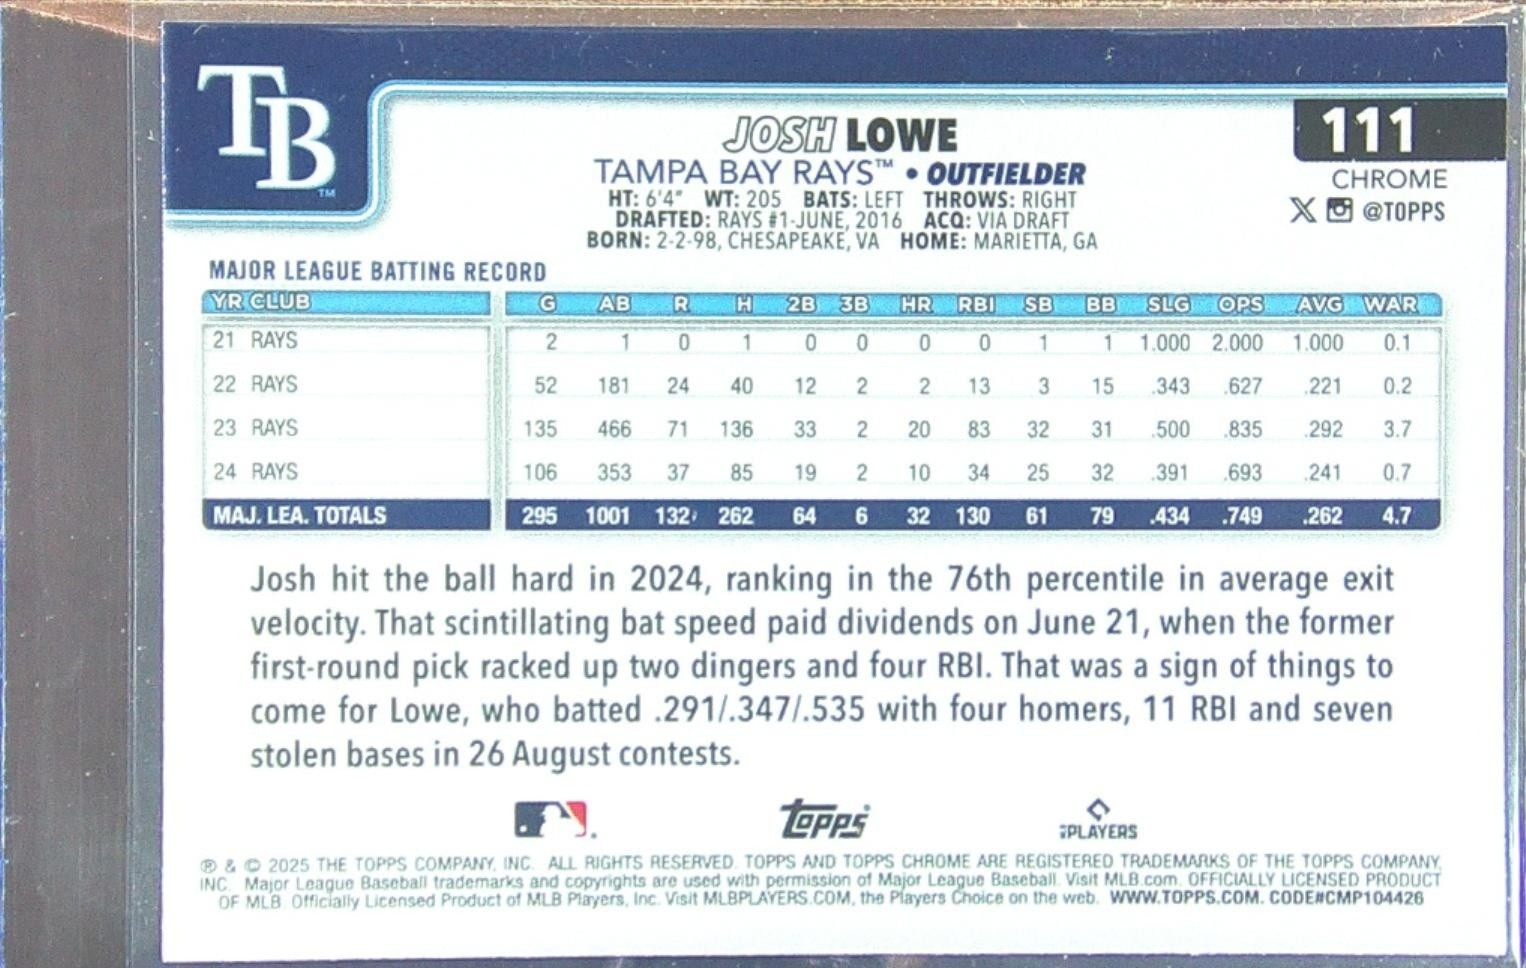 TB™
JOSH LOWE
111
TAMPA BAY RAYS™ • OUTFIELDER
CHROME
HT: 6'4" WT: 205 BATS: LEFT THROWS: RIGHT
@TOPPS
DRAFTED: RAYS #1-JUNE, 2016 ACQ: VIA DRAFT
BORN: 2-2-98, CHESAPEAKE, VA HOME: MARIETTA, GA
MAJOR LEAGUE BATTING RECORD
YR CLUB G AB R H 2B 3B HR RBI SB BB SLG OPS AVG WAR
21 RAYS 2 1 0 1 0 0 0 0 1 1 1.000 2.000 1.000 0.1
22 RAYS 52 181 24 40 12 2 2 13 3 15 .343 .627 .221 0.2
23 RAYS 135 466 71 136 33 2 20 83 32 31 .500 .835 .292 3.7
24 RAYS 106 353 37 85 19 2 10 34 25 32 .391 .693 .241 0.7
MAJ. LEA. TOTALS 295 1001 132 262 64 6 32 130 61 79 .434 .749 .262 4.7
Josh hit the ball hard in 2024, ranking in the 76th percentile in average exit
velocity. That scintillating bat speed paid dividends on June 21, when the former
first-round pick racked up two dingers and four RBI. That was a sign of things to
come for Lowe, who batted .291/.347/.535 with four homers, 11 RBI and seven
stolen bases in 26 August contests.
Topps
PLAYERS
® & © 2025 THE TOPPS COMPANY, INC. ALL RIGHTS RESERVED. TOPPS AND TOPPS CHROME ARE REGISTERED TRADEMARKS OF THE TOPPS COMPANY,
INC. Major League Baseball trademarks and copyrights are used with permission of Major League Baseball. Visit MLB.com. OFFICIALLY LICENSED PRODUCT
OF MLB Officially Licensed Product of MLB Players, Inc. Visit MLBPLAYERS.COM, the Players Choice on the web. WWW.TOPPS.COM. CODE#CMP104426